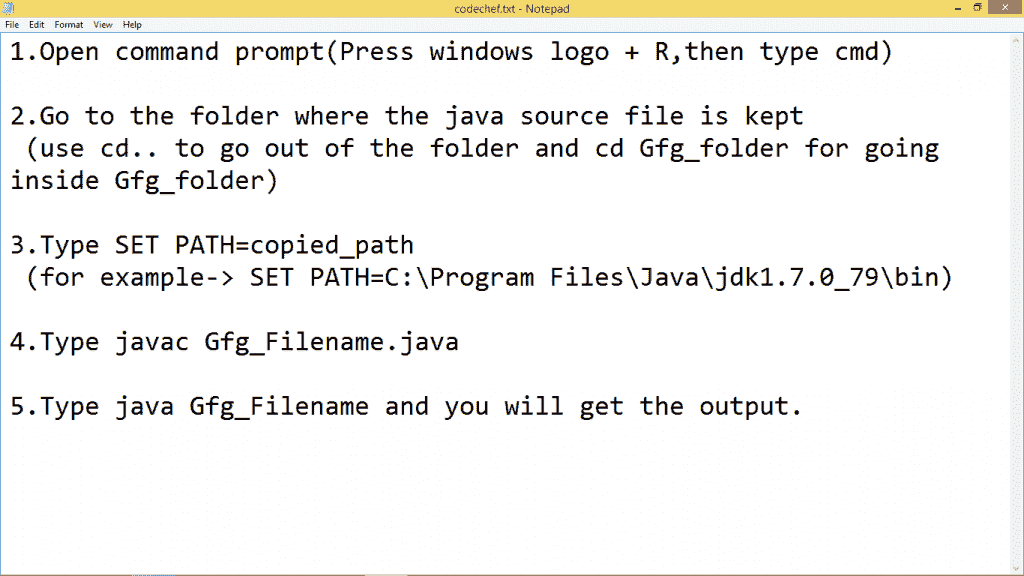 codechef.txt - Notepad
File Edit Format View Help
1.Open command prompt(Press windows logo + R,then type cmd)
2.Go to the folder where the java source file is kept
(use cd.. to go out of the folder and cd Gfg_folder for going
inside Gfg_folder)
3.Type SET PATH=copied_path
(for example-> SET PATH=C:\Program Files\Java\jdk1.7.0_79\bin)
4.Type javac Gfg_Filename.java
5.Type java Gfg_Filename and you will get the output.